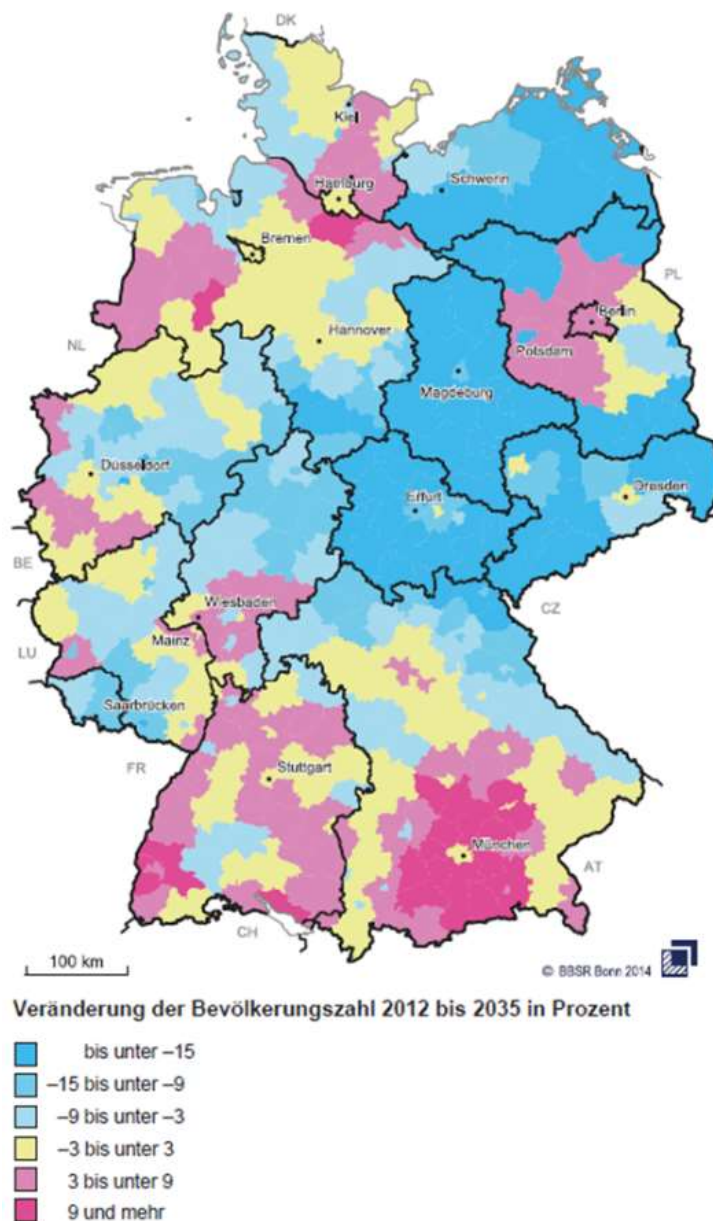 DK
Kiel
Hamburg
Schwerin
Bremen
PL
Berlin
Hannover
Potsdam
NL
Magdeburg
Düsseldorf
Erfurt
Dresden
BE
Wiesbaden
CZ
LU
Mainz
Saarbrücken
FR
Stuttgart
München
AT
CH
100 km
© BBSR Bonn 2014
Veränderung der Bevölkerungszahl 2012 bis 2035 in Prozent
bis unter –15
–15 bis unter –9
–9 bis unter –3
–3 bis unter 3
3 bis unter 9
9 und mehr